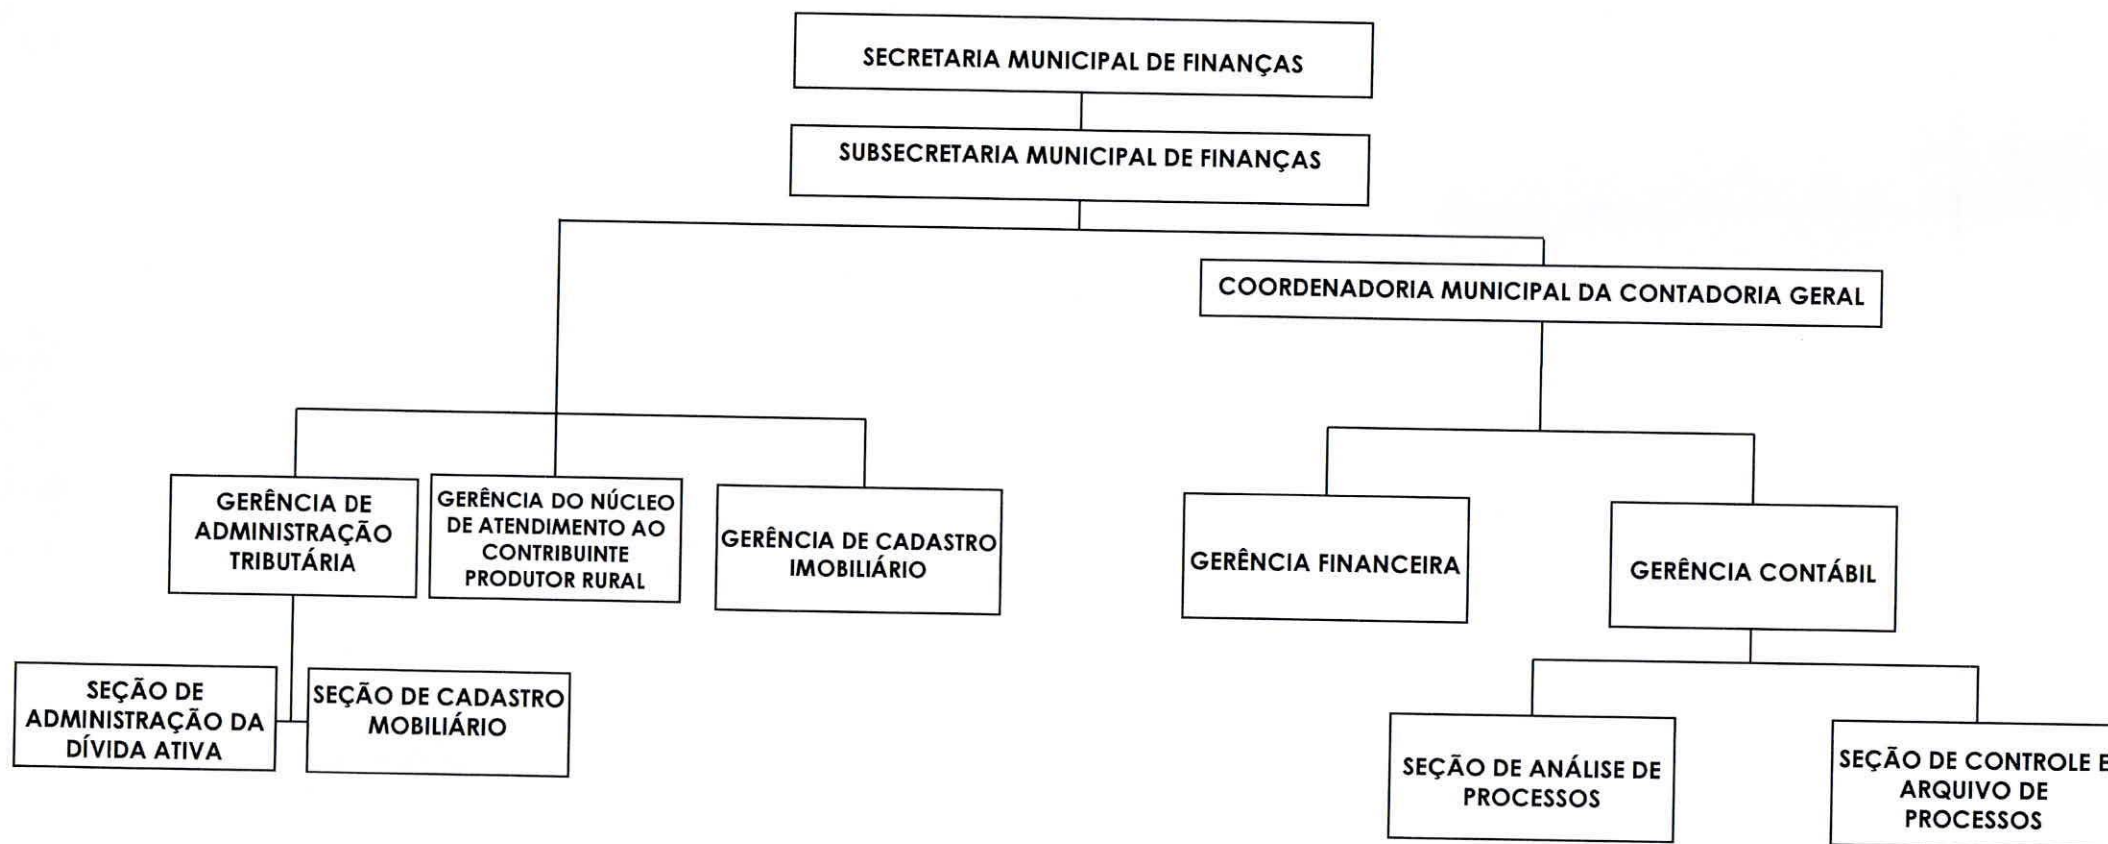 SECRETARIA MUNICIPAL DE FINANÇAS
SUBSECRETARIA MUNICIPAL DE FINANÇAS
COORDENADORIA MUNICIPAL DA CONTADORIA GERAL
GERÊNCIA DE
ADMINISTRAÇÃO
TRIBUTÁRIA
GERÊNCIA DO NÚCLEO
DE ATENDIMENTO AO
CONTRIBUINTE
PRODUTOR RURAL
GERÊNCIA DE CADASTRO
IMOBILIÁRIO
GERÊNCIA FINANCEIRA
GERÊNCIA CONTÁBIL
SEÇÃO DE
ADMINISTRAÇÃO DA
DÍVIDA ATIVA
SEÇÃO DE CADASTRO
MOBILIÁRIO
SEÇÃO DE ANÁLISE DE
PROCESSOS
SEÇÃO DE CONTROLE E
ARQUIVO DE
PROCESSOS